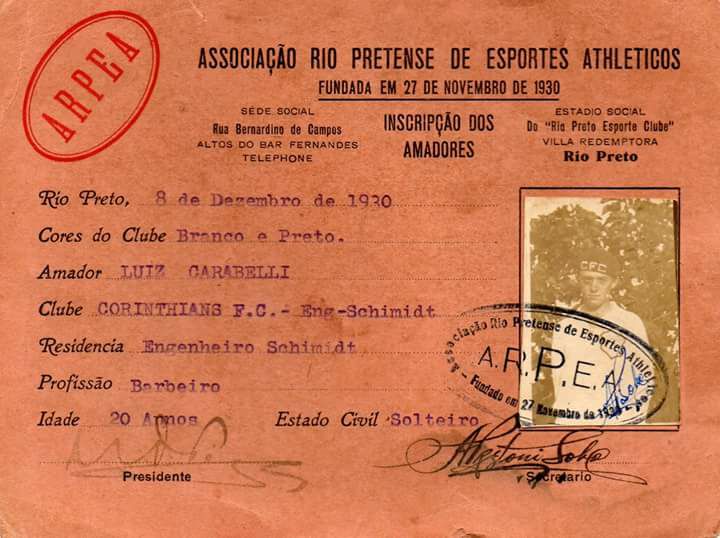 ARPEA
ASSOCIAÇÃO RIO PRETENSE DE ESPORTES ATHLETICOS
FUNDADA EM 27 DE NOVEMBRO DE 1930
SÉDE SOCIAL
Rua Bernardino de Campos
ALTOS DO BAR FERNANDES
TELEPHONE
INSCRIPÇÃO DOS
AMADORES
ESTADIO SOCIAL
Do "Rio Preto Esporte Clube"
VILLA REDEMPTORA
Rio Preto
Rio Preto, 8 de Dezembro de 1930
Cores do Clube Branco e Preto.
Amador LUIZ CARABELLI
Clube CORINTHIANS F.C.- Eng-Schimidt
Residencia Engenheiro Schimidt
Profissão Barbeiro
Idade 20 Annos Estado Civil Solteiro
CRC
Associação Rio Pretense de Esportes Athleticos
A.R.P.E.A.
Fundado em 27 Novembro de 1930
Presidente
Secretario